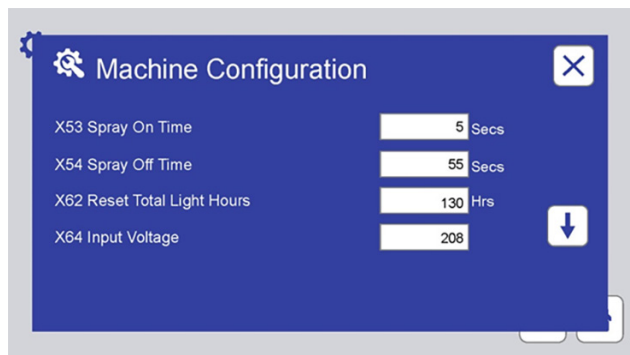 Machine Configuration
X53 Spray On Time 5 Secs
X54 Spray Off Time 55 Secs
X62 Reset Total Light Hours 130 Hrs
X64 Input Voltage 208